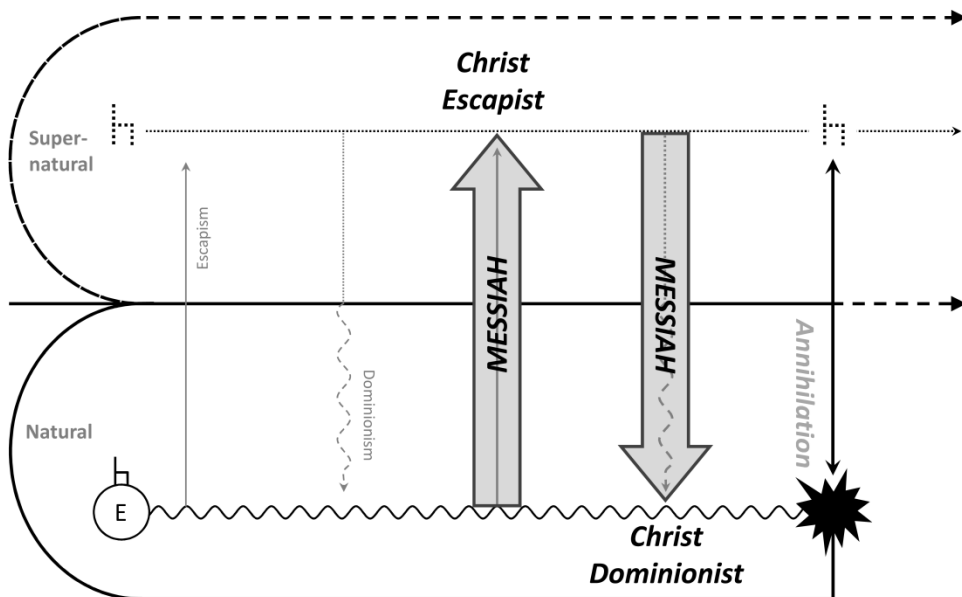 Christ
Escapist
Super-
natural
Escapism
MESSIAH
MESSIAH
Annihilation
Dominionism
Natural
E
Christ
Dominionist